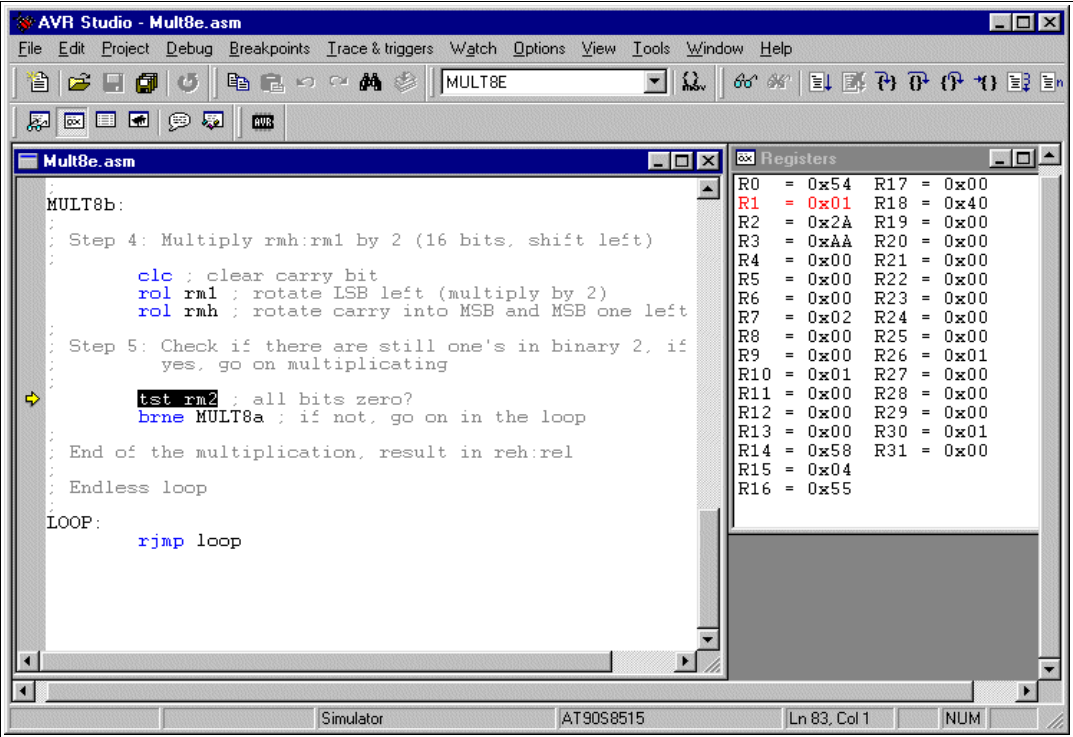 AVR Studio - Mult8e.asm
File Edit Project Debug Breakpoints Trace & triggers Watch Options View Tools Window Help
MULT8E
AVR
Mult8e.asm
;
MULT8b:
;
; Step 4: Multiply rmh:rm1 by 2 (16 bits, shift left)
;
clc ; clear carry bit
rol rm1 ; rotate LSB left (multiply by 2)
rol rmh ; rotate carry into MSB and MSB one left
;
; Step 5: Check if there are still one's in binary 2, if
; yes, go on multiplicating
;
tst rm2 ; all bits zero?
brne MULT8a ; if not, go on in the loop
;
; End of the multiplication, result in reh:rel
;
; Endless loop
;
LOOP:
rjmp loop
Registers
R0 = 0x54 R17 = 0x00
R1 = 0x01 R18 = 0x40
R2 = 0x2A R19 = 0x00
R3 = 0xAA R20 = 0x00
R4 = 0x00 R21 = 0x00
R5 = 0x00 R22 = 0x00
R6 = 0x00 R23 = 0x00
R7 = 0x02 R24 = 0x00
R8 = 0x00 R25 = 0x00
R9 = 0x00 R26 = 0x01
R10 = 0x01 R27 = 0x00
R11 = 0x00 R28 = 0x00
R12 = 0x00 R29 = 0x00
R13 = 0x00 R30 = 0x01
R14 = 0x58 R31 = 0x00
R15 = 0x04
R16 = 0x55
Simulator AT90S8515 Ln 83, Col 1 NUM